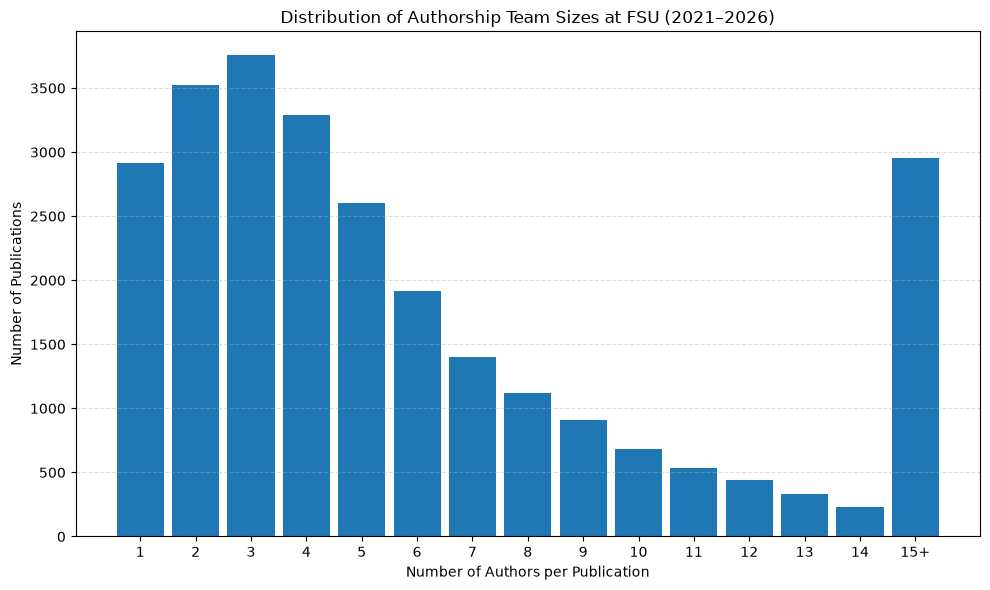 Distribution of Authorship Team Sizes at FSU (2021–2026)
Number of Publications
3500
3000
2500
2000
1500
1000
500
0
1 2 3 4 5 6 7 8 9 10 11 12 13 14 15+
Number of Authors per Publication